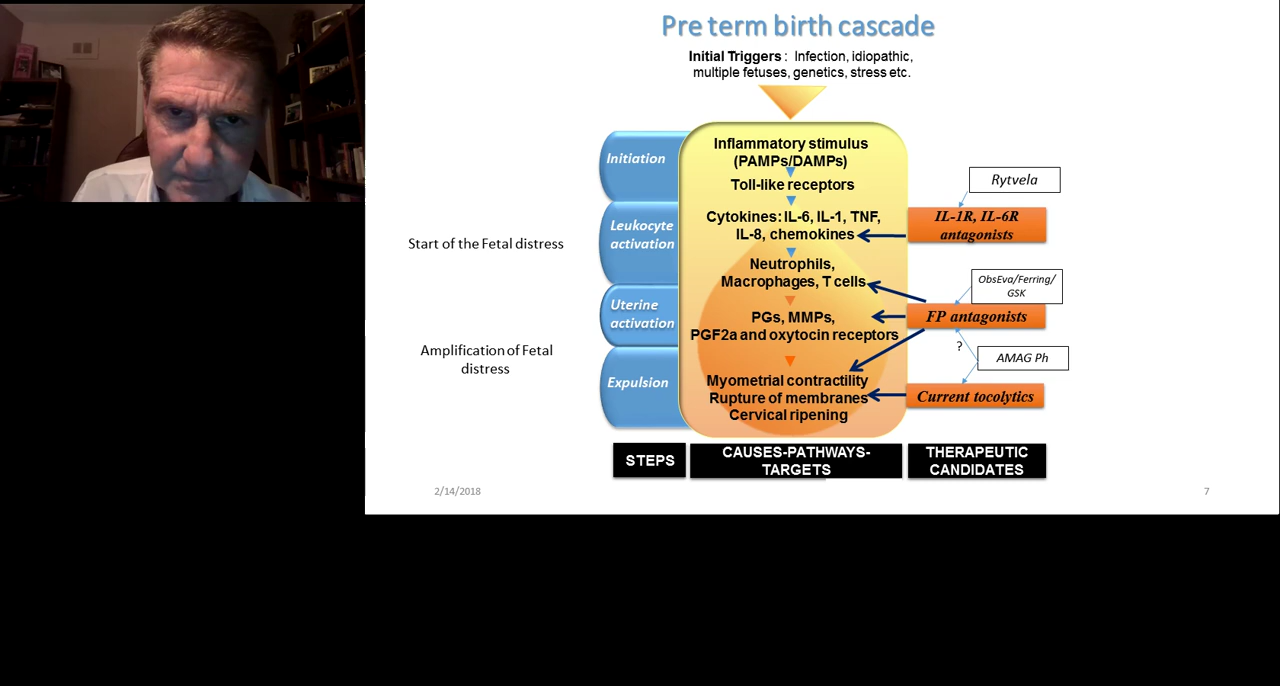 Pre term birth cascade
Initial Triggers : Infection, idiopathic,
multiple fetuses, genetics, stress etc.
Initiation
Inflammatory stimulus
(PAMPs/DAMPs)
Toll-like receptors
Rytvela
Start of the Fetal distress
Leukocyte
activation
Cytokines: IL-6, IL-1, TNF,
IL-8, chemokines
IL-1R, IL-6R
antagonists
Neutrophils,
Macrophages, T cells
ObsEva/Ferring/
GSK
Uterine
activation
PGs, MMPs,
PGF2a and oxytocin receptors
FP antagonists
?
AMAG Ph
Amplification of Fetal
distress
Expulsion
Myometrial contractility
Rupture of membranes
Cervical ripening
Current tocolytics
STEPS
CAUSES-PATHWAYS-
TARGETS
THERAPEUTIC
CANDIDATES
2/14/2018
7